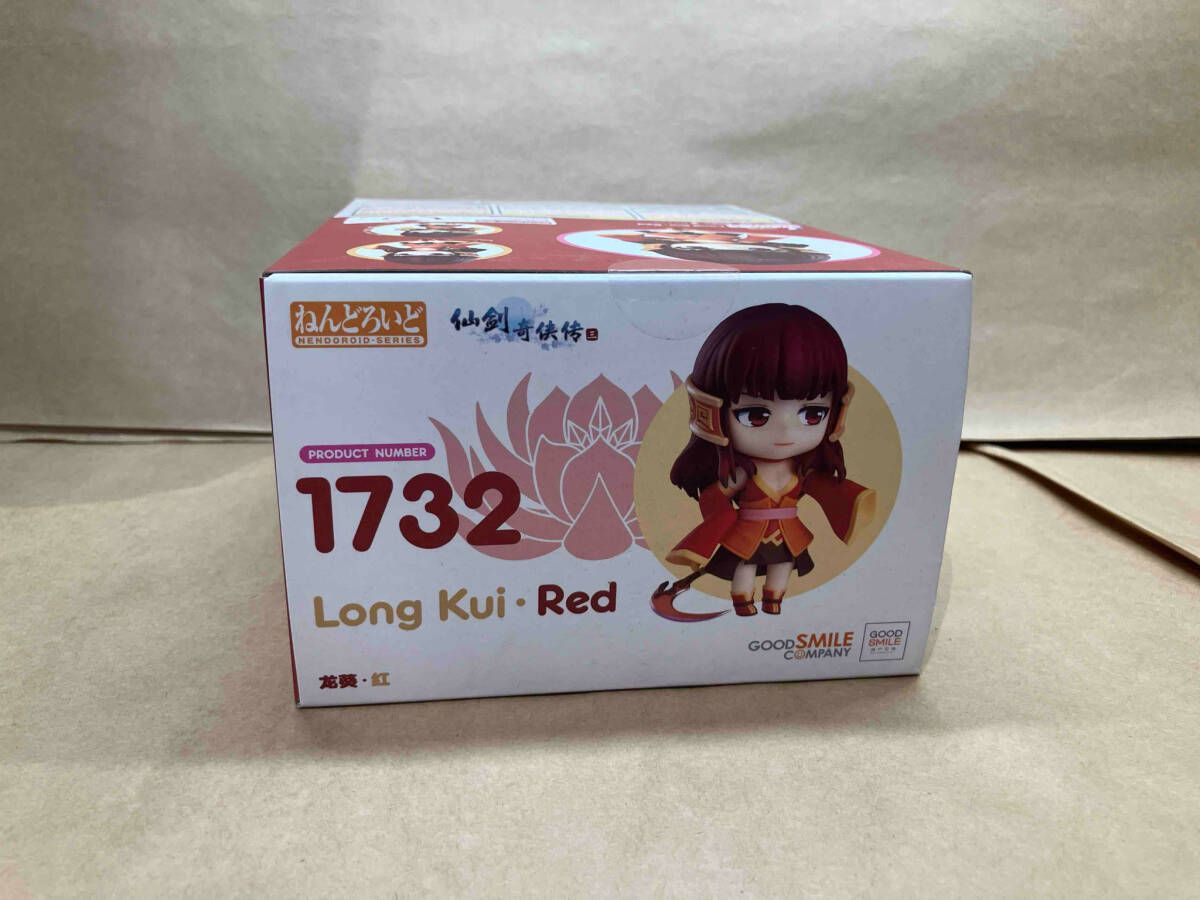 ねんどろいど
NENDOROID-SERIES
仙剑奇侠传三
PRODUCT NUMBER
1732
Long Kui · Red
龙葵·红
GOOD SMILE
COMPANY
GOOD
SMILE